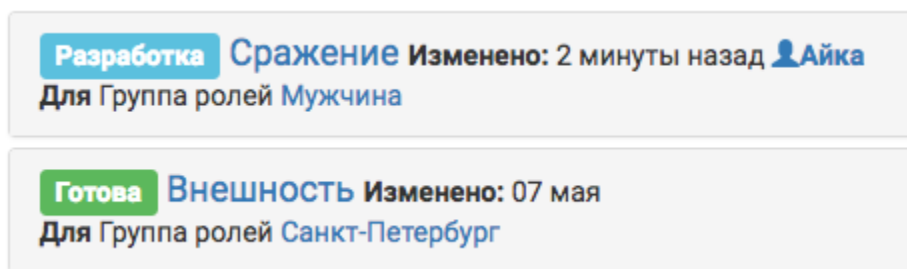 Разработка Сражение Изменено: 2 минуты назад Айка
Для Группа ролей Мужчина
Готова Внешность Изменено: 07 мая
Для Группа ролей Санкт-Петербург